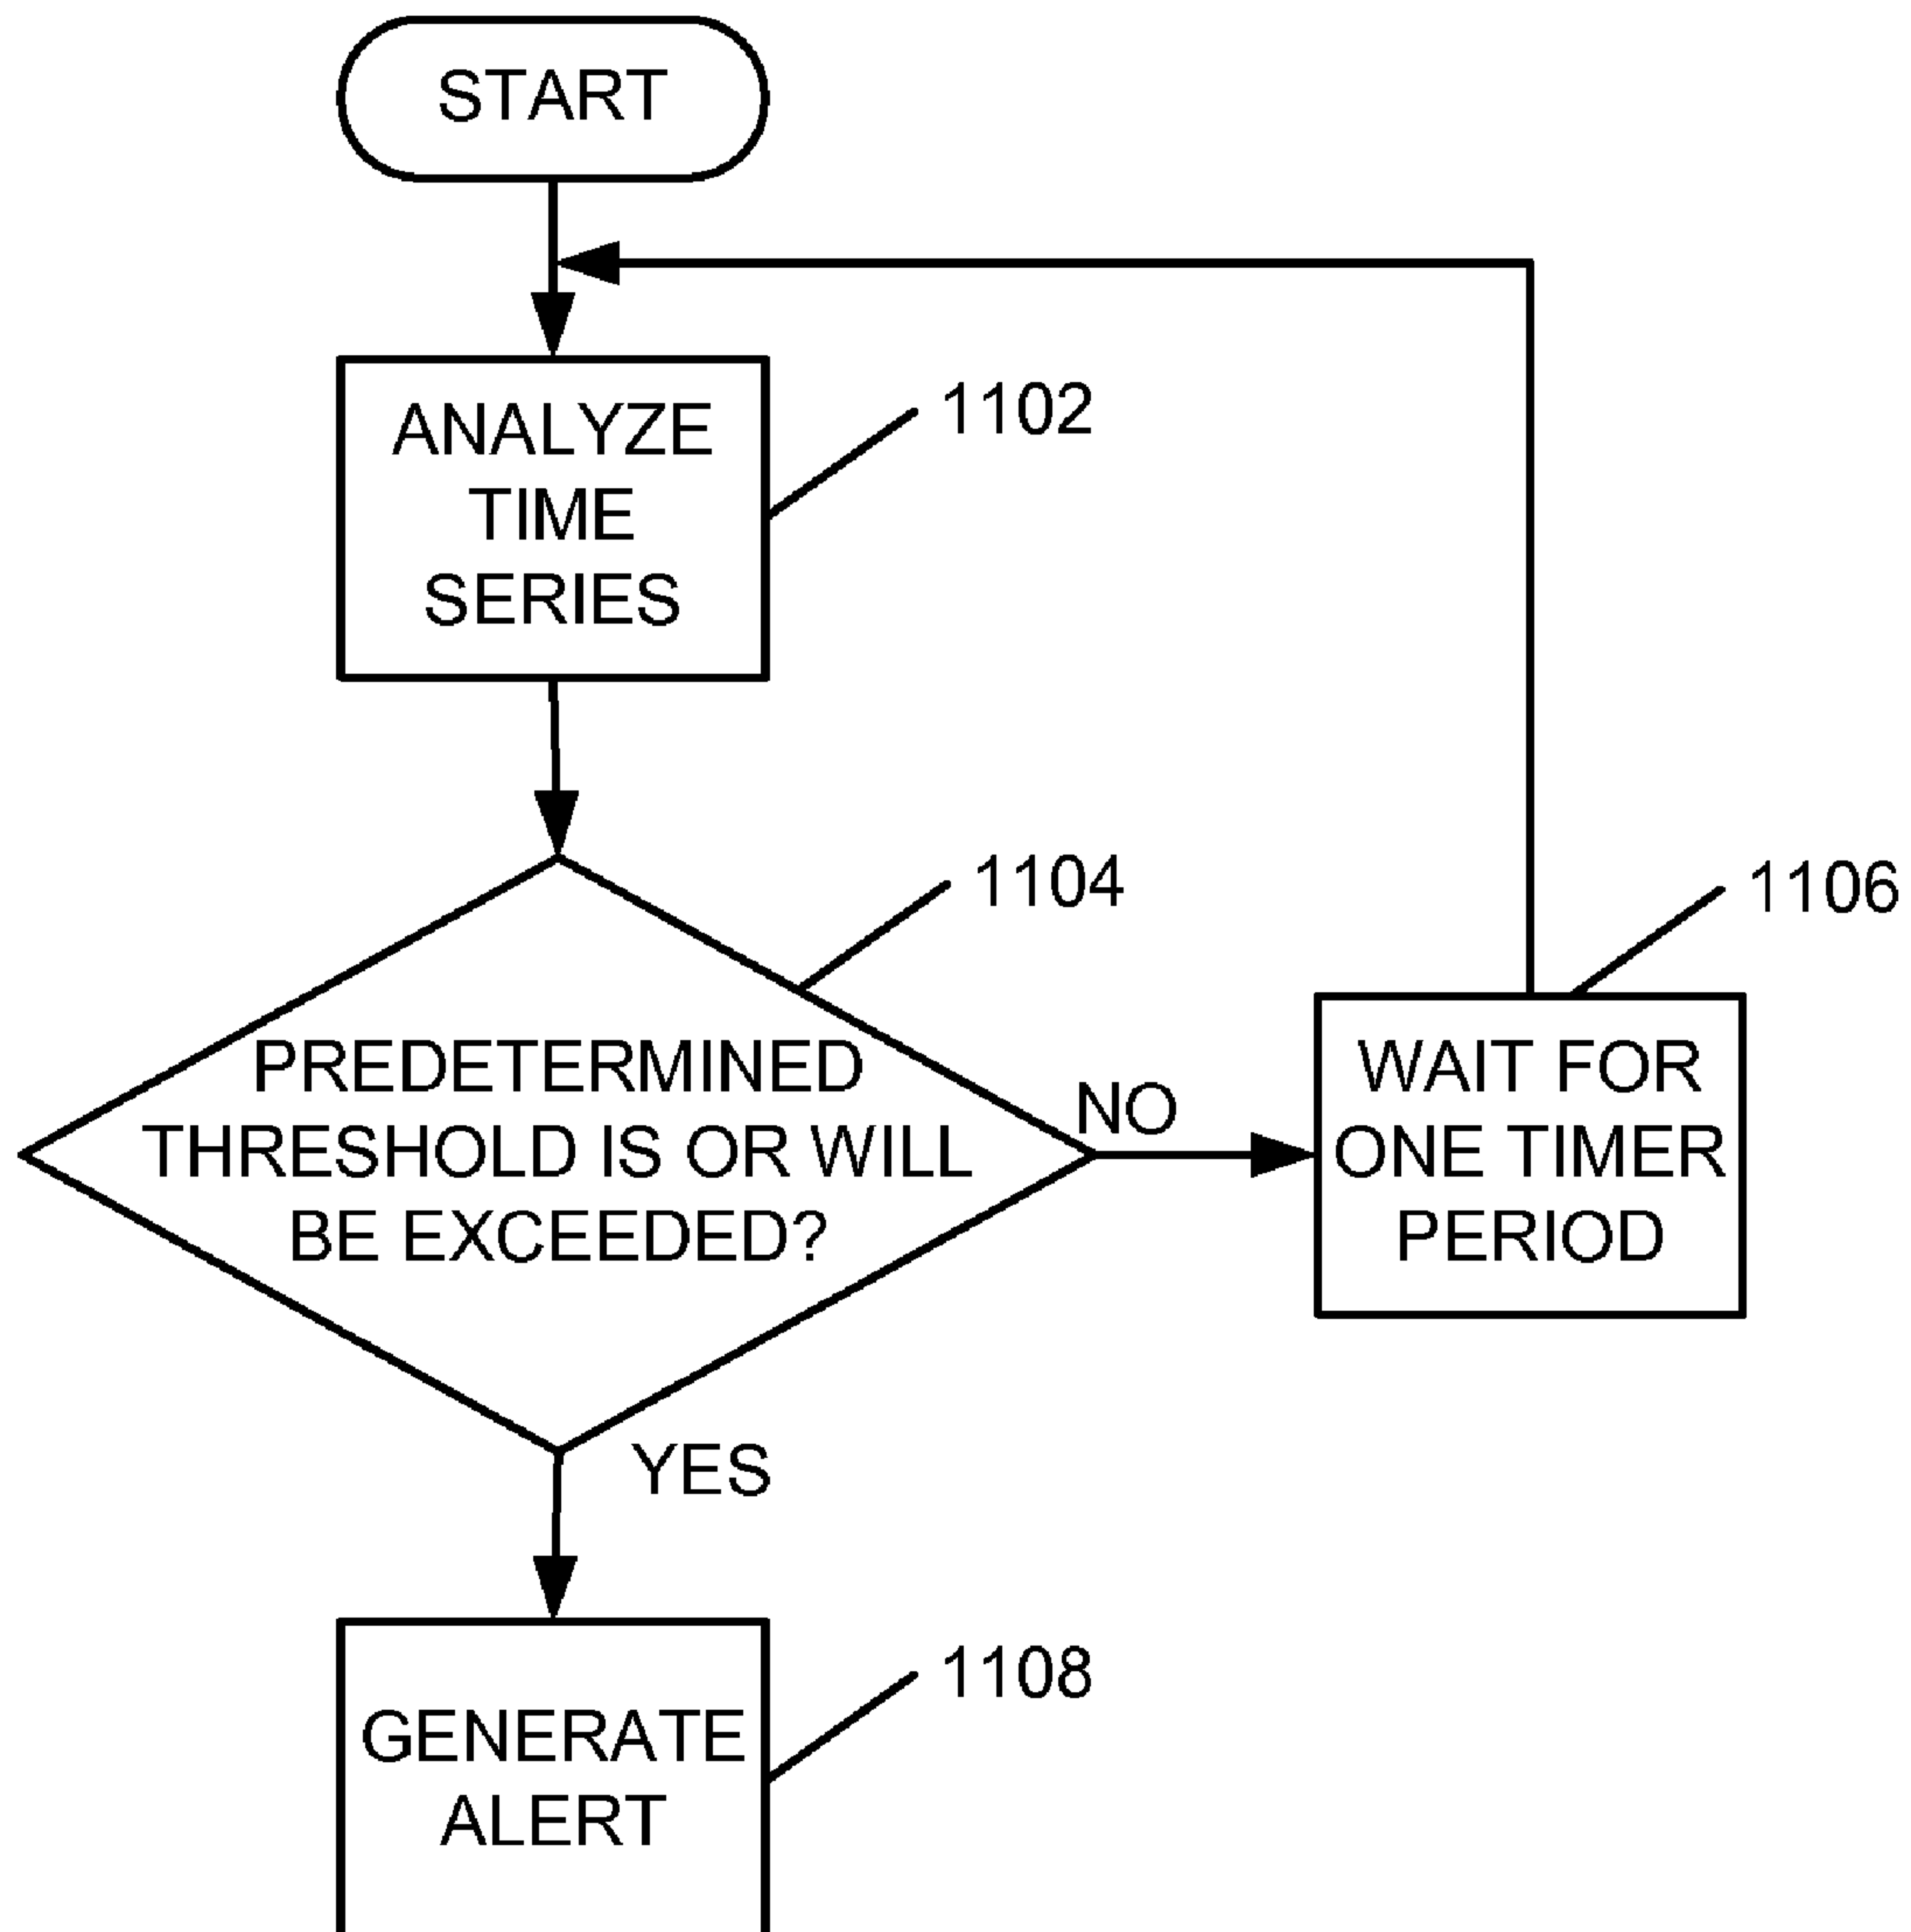 START
ANALYZE
TIME
SERIES
1102
1104
PREDETERMINED
THRESHOLD IS OR WILL
BE EXCEEDED?
NO
1106
WAIT FOR
ONE TIMER
PERIOD
YES
1108
GENERATE
ALERT